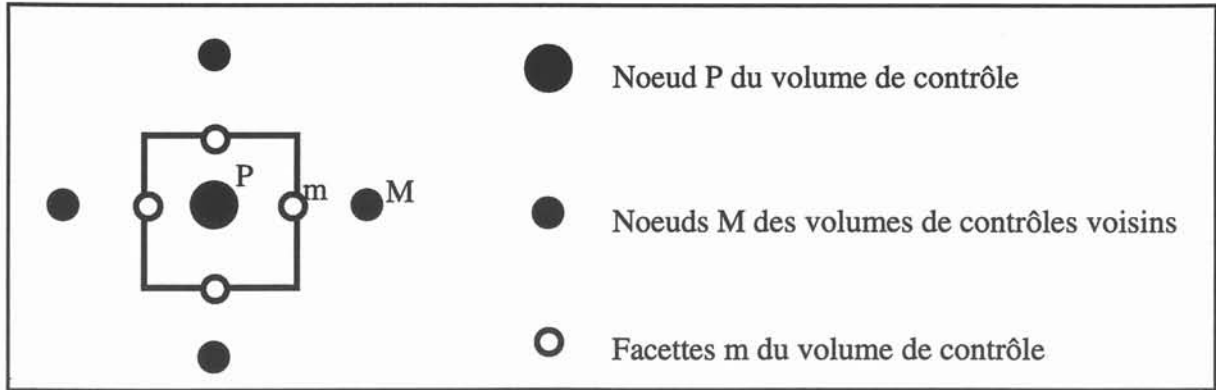 Noeud P du volume de contrôle
P
m
M
Noeuds M des volumes de contrôles voisins
Facettes m du volume de contrôle